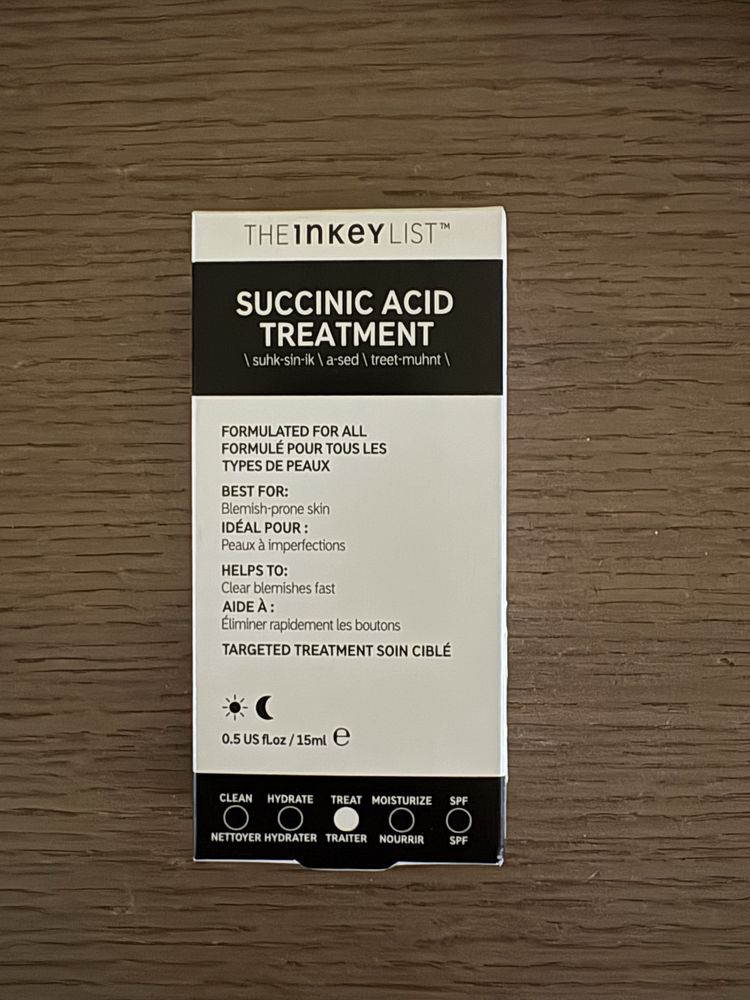 THE INKEY LIST™
SUCCINIC ACID
TREATMENT
\ suhk-sin-ik \ a-sed \ treet-muhnt \
FORMULATED FOR ALL
FORMULÉ POUR TOUS LES
TYPES DE PEAUX
BEST FOR:
Blemish-prone skin
IDÉAL POUR :
Peaux à imperfections
HELPS TO:
Clear blemishes fast
AIDE À :
Éliminer rapidement les boutons
TARGETED TREATMENT SOIN CIBLÉ
0.5 US fl.oz / 15ml ℮
CLEAN HYDRATE TREAT MOISTURIZE SPF
NETTOYER HYDRATER TRAITER NOURRIR SPF